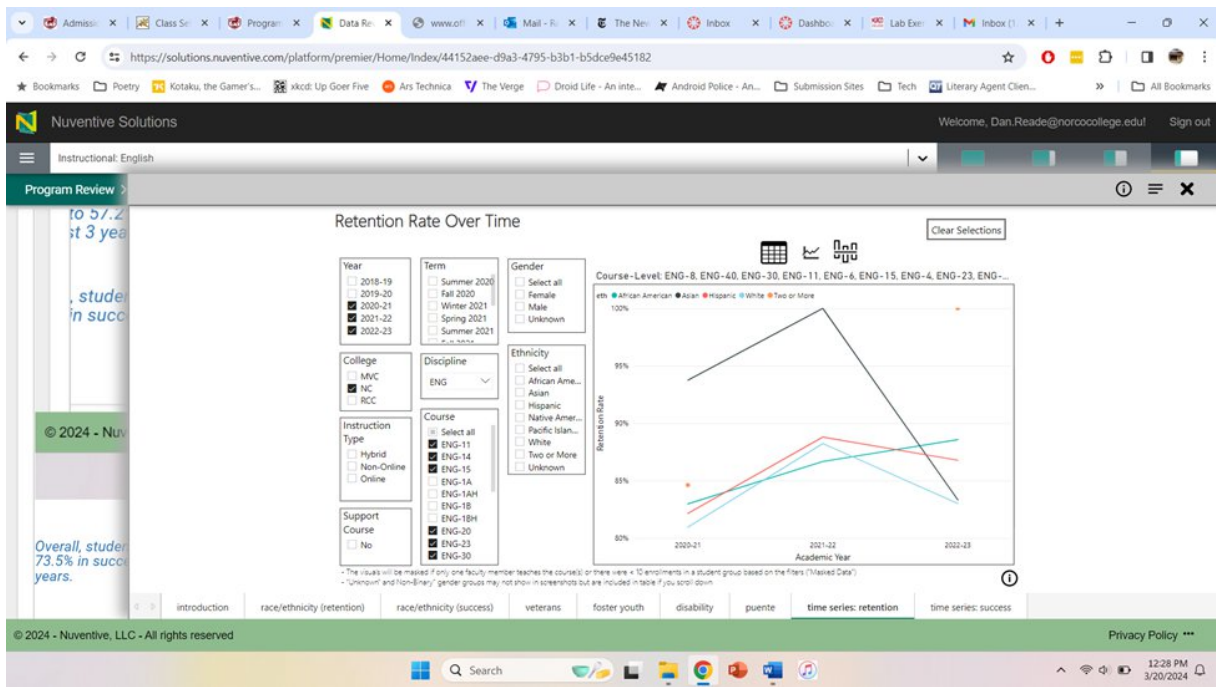 Admissi
Class Se
Program
Data Re
www.of
Mail - R
The New
Inbox
Dashbo
Lab Exe
Inbox (1
https://solutions.nuventive.com/platform/premier/Home/Index/44152aee-d9a3-4795-b3b1-b5dce9e45182
Bookmarks
Poetry
Kotaku, the Gamer's...
xkcd: Up Goer Five
Ars Technica
The Verge
Droid Life - An inte...
Android Police - An...
Submission Sites
Tech
Literary Agent Clien...
»
All Bookmarks
Nuventive Solutions
Welcome, Dan.Reade@norcocollege.edu!
Sign out
Instructional: English
Program Review >
to 57.2
st 3 yea
, studer
in succ
© 2024 - Nuv
Overall, studen
73.5% in succe
years.
Retention Rate Over Time
Clear Selections
Year
2018-19
2019-20
2020-21
2021-22
2022-23
Term
Summer 2020
Fall 2020
Winter 2021
Spring 2021
Summer 2021
Gender
Select all
Female
Male
Unknown
College
MVC
NC
RCC
Discipline
ENG
Ethnicity
Select all
African Ame...
Asian
Hispanic
Native Amer...
Pacific Islan...
White
Two or More
Unknown
Instruction
Type
Hybrid
Non-Online
Online
Course
Select all
ENG-11
ENG-14
ENG-15
ENG-1A
ENG-1AH
ENG-1B
ENG-1BH
ENG-20
ENG-23
ENG-30
Support
Course
No
Course-Level: ENG-8, ENG-40, ENG-30, ENG-11, ENG-6, ENG-15, ENG-4, ENG-23, ENG-...
eth African American Asian Hispanic White Two or More
100%
95%
90%
85%
80%
Retention Rate
2020-21
2021-22
2022-23
Academic Year
- The visuals will be masked if only one faculty member teaches the course(s) or there were < 10 enrollments in a student group based on the filters ("Masked Data")
- "Unknown" and Non-Binary" gender groups may not show in screenshots but are included in table if you scroll down
introduction
race/ethnicity (retention)
race/ethnicity (success)
veterans
foster youth
disability
puente
time series: retention
time series: success
© 2024 - Nuventive, LLC - All rights reserved
Privacy Policy •••
Search
12:28 PM
3/20/2024